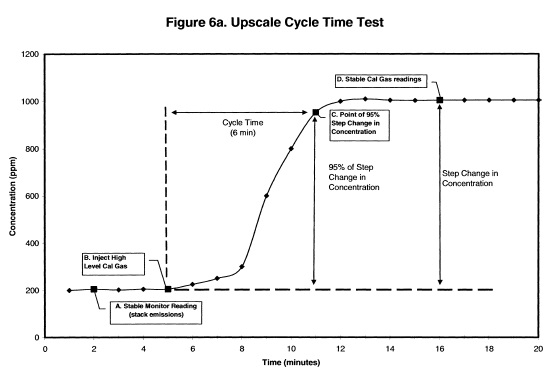 Figure 6a. Upscale Cycle Time Test
1200
1000
800
600
400
200
0
Concentration (ppm)
D. Stable Cal Gas readings
Cycle Time
(6 min)
C. Point of 95%
Step Change in
Concentration
95% of Step
Change in
Concentration
Step Change in
Concentration
B. Inject High
Level Cal Gas
A. Stable Monitor Reading
(stack emissions)
0 2 4 6 8 10 12 14 16 18 20
Time (minutes)